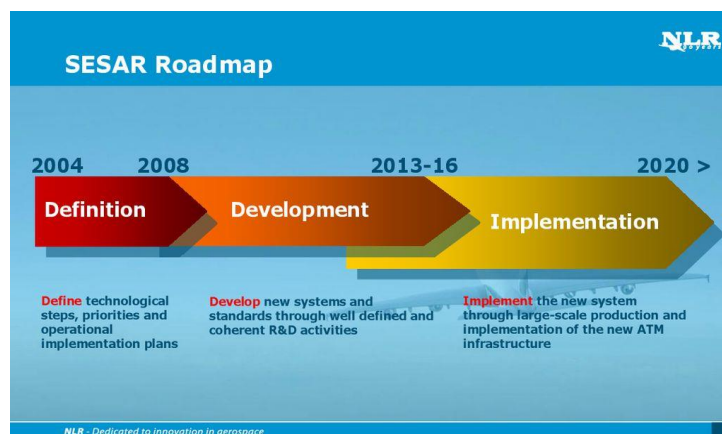 NLR
SESAR Roadmap
2004
2008
2013-16
2020 >
Definition
Development
Implementation
Define technological
steps, priorities and
operational
implementation plans
Develop new systems and
standards through well defined and
coherent R&D activities
Implement the new system
through large-scale production and
implementation of the new ATM
infrastructure
NLR - Dedicated to innovation in aerospace